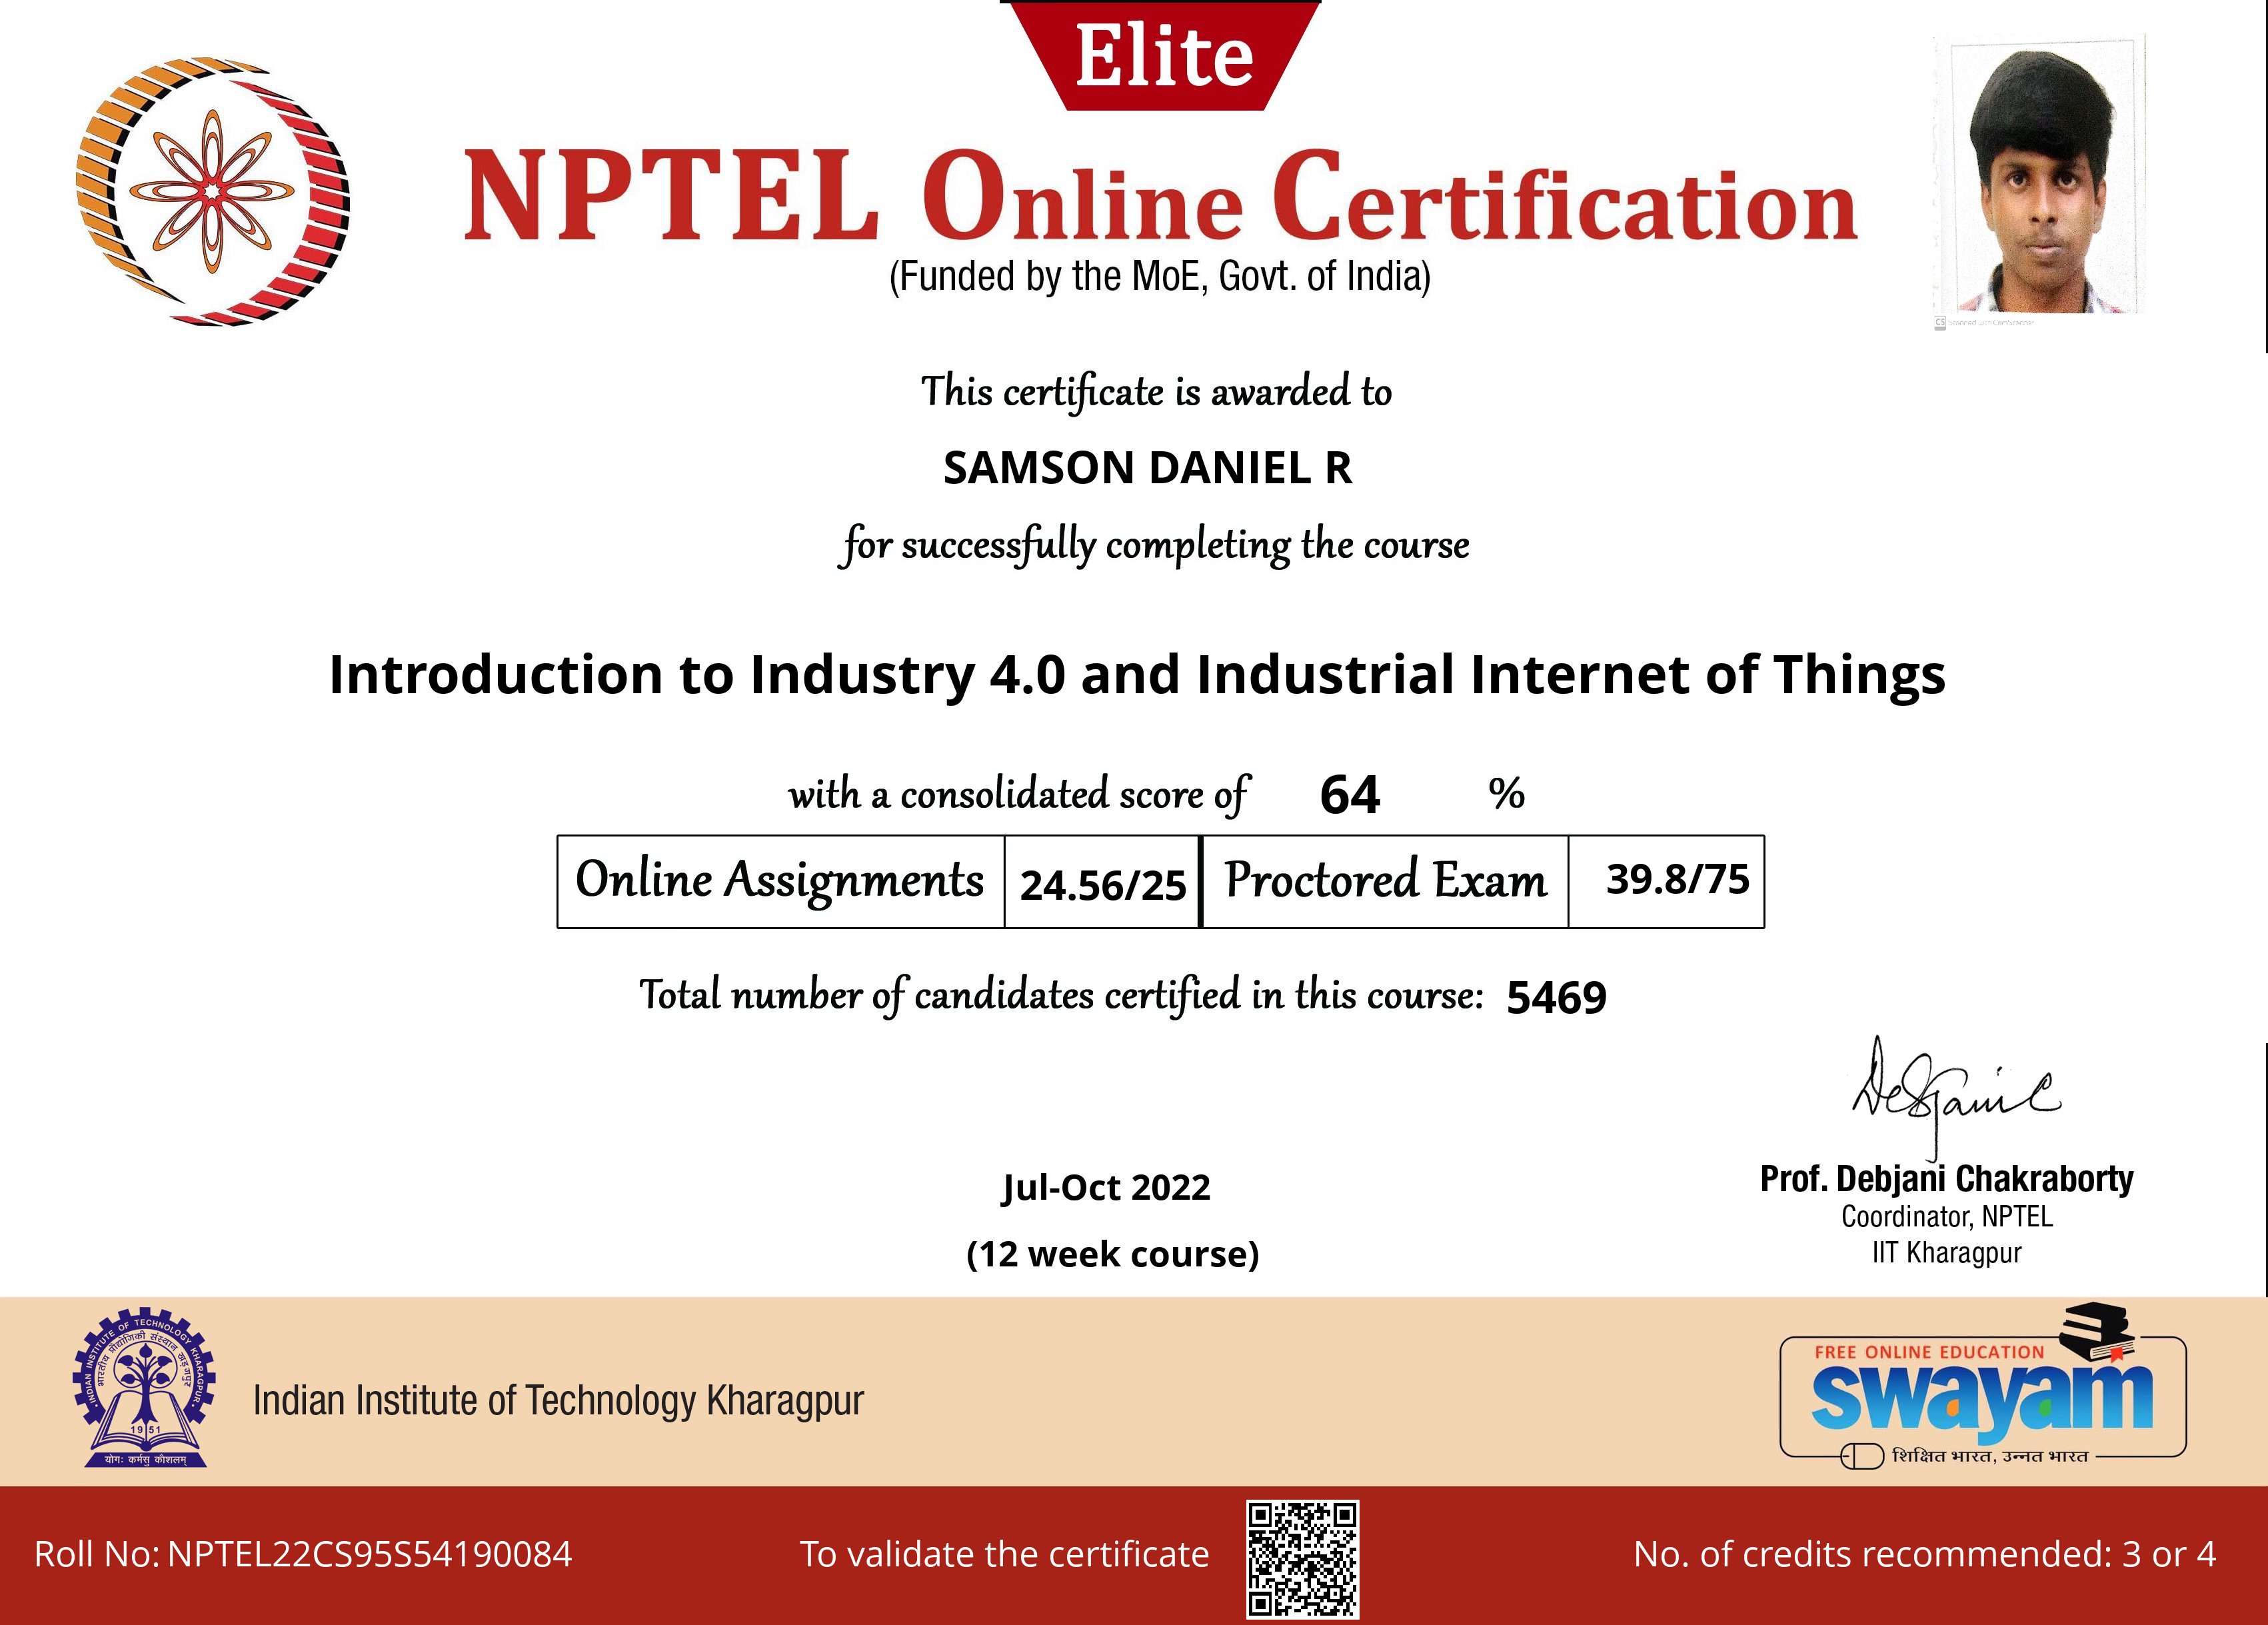 Elite
NPTEL Online Certification
(Funded by the MoE, Govt. of India)
CS Scanned with CamScanner
This certificate is awarded to
SAMSON DANIEL R
for successfully completing the course
Introduction to Industry 4.0 and Industrial Internet of Things
with a consolidated score of 64 %
Online Assignments 24.56/25 Proctored Exam 39.8/75
Total number of candidates certified in this course: 5469
Debjani C
Prof. Debjani Chakraborty
Coordinator, NPTEL
IIT Kharagpur
Jul-Oct 2022
(12 week course)
INDIAN INSTITUTE OF TECHNOLOGY KHARAGPUR
भारतीय प्रौद्योगिकी संस्थान खड़गपुर
1951
योगः कर्मसु कौशलम्
Indian Institute of Technology Kharagpur
FREE ONLINE EDUCATION
swayam
शिक्षित भारत, उन्नत भारत
Roll No: NPTEL22CS95S54190084
To validate the certificate
No. of credits recommended: 3 or 4